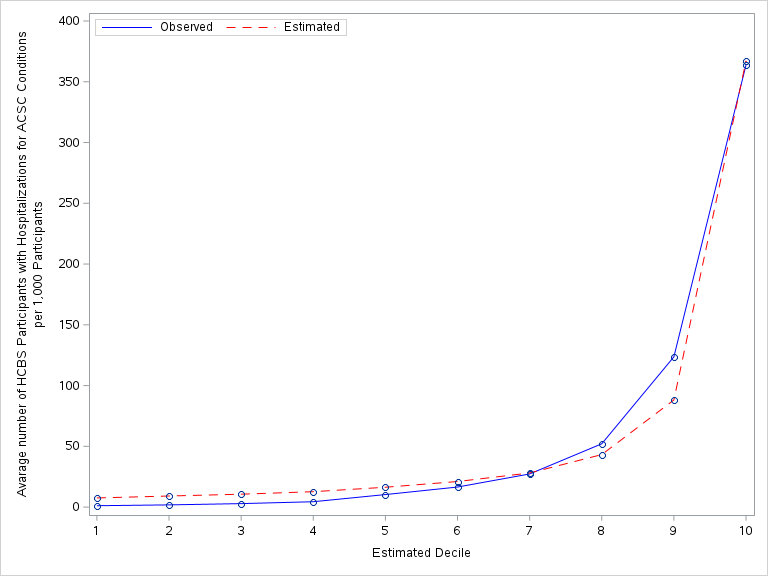 Observed Estimated
400
350
300
250
200
150
100
50
0
Avarage number of HCBS Participants with Hospitalizations for ACSC Conditions
per 1,000 Participants
1 2 3 4 5 6 7 8 9 10
Estimated Decile